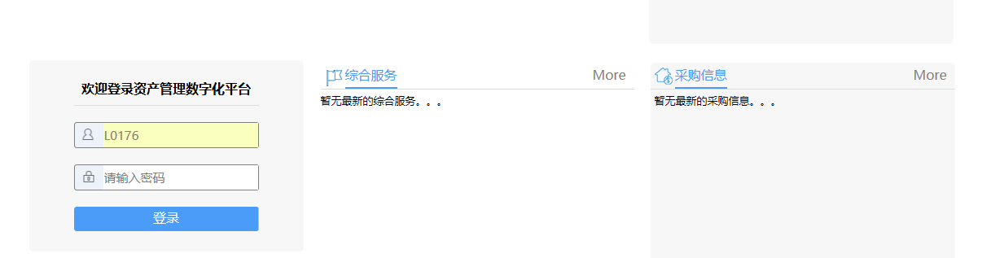 欢迎登录资产管理数字化平台
L0176
请输入密码
登录
综合服务 More
暂无最新的综合服务。。。
采购信息 More
暂无最新的采购信息。。。